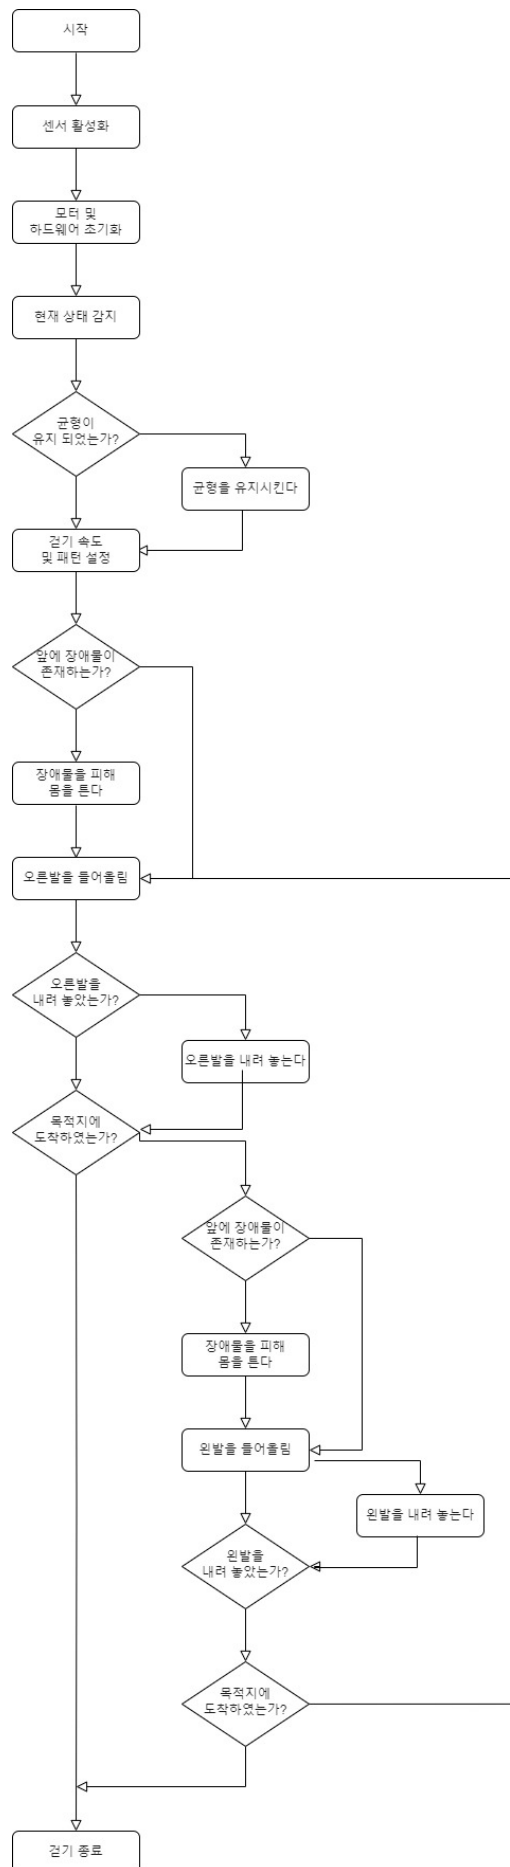 시작
센서 활성화
모터 및
하드웨어 초기화
현재 상태 감지
균형이
유지 되었는가?
균형을 유지시킨다
걷기 속도
및 패턴 설정
앞에 장애물이
존재하는가?
장애물을 피해
몸을 튼다
오른발을 들어올림
오른발을
내려 놓았는가?
오른발을 내려 놓는다
목적지에
도착하였는가?
앞에 장애물이
존재하는가?
장애물을 피해
몸을 튼다
왼발을 들어올림
왼발을 내려 놓는다
왼발을
내려 놓았는가?
목적지에
도착하였는가?
걷기 종료